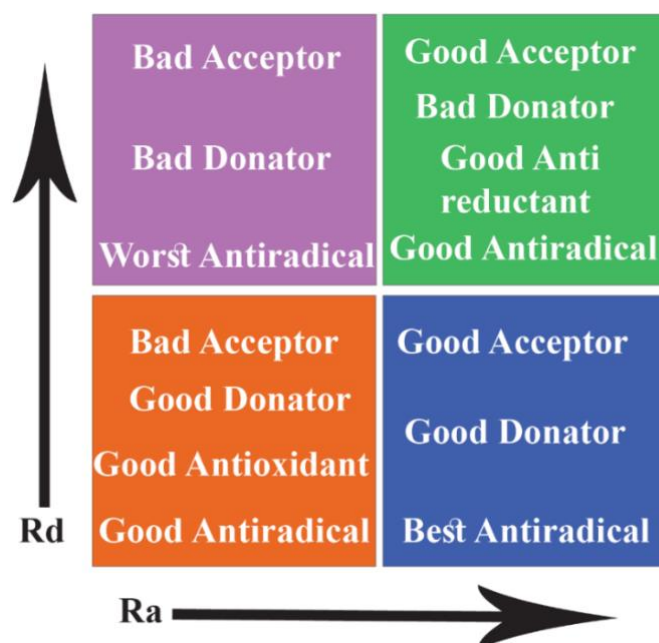 Bad Acceptor
Bad Donator
Worst Antiradical
Good Acceptor
Bad Donator
Good Anti
reductant
Good Antiradical
Bad Acceptor
Good Donator
Good Antioxidant
Good Antiradical
Good Acceptor
Good Donator
Best Antiradical
Rd
Ra